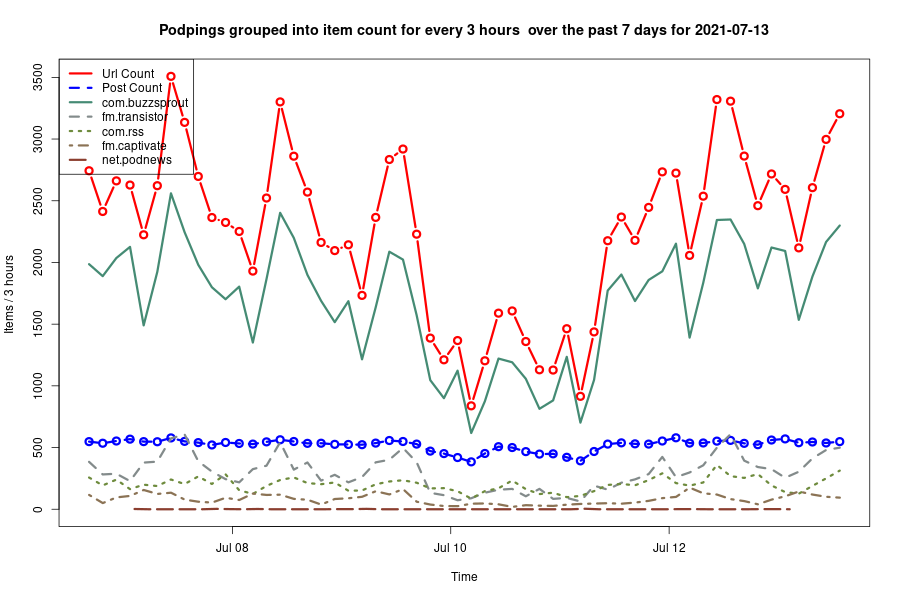 Podpings grouped into item count for every 3 hours  over the past 7 days for 2021-07-13
Url Count
Post Count
com.buzzsprout
fm.transistor
com.rss
fm.captivate
net.podnews
3500
3000
2500
2000
1500
1000
500
0
Items / 3 hours
Jul 08
Jul 10
Jul 12
Time